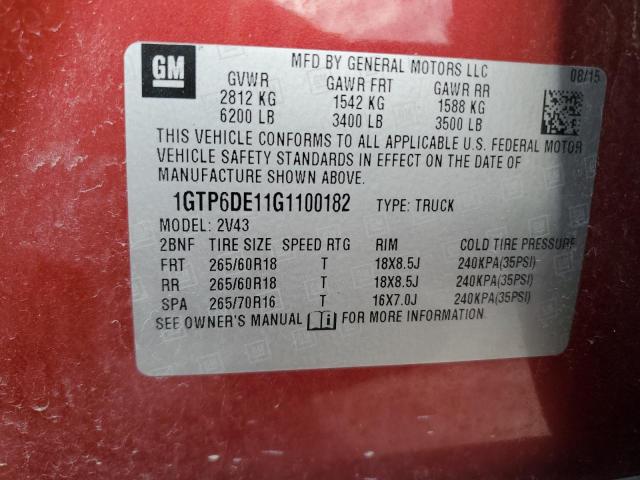 GM
MFD BY GENERAL MOTORS LLC
08/15
GVWR GAWR FRT GAWR RR
2812 KG 1542 KG 1588 KG
6200 LB 3400 LB 3500 LB
THIS VEHICLE CONFORMS TO ALL APPLICABLE U.S. FEDERAL MOTOR
VEHICLE SAFETY STANDARDS IN EFFECT ON THE DATE OF
MANUFACTURE SHOWN ABOVE.
1GTP6DE11G1100182 TYPE: TRUCK
MODEL: 2V43
2BNF TIRE SIZE SPEED RTG RIM COLD TIRE PRESSURE
FRT 265/60R18 T 18X8.5J 240KPA(35PSI)
RR 265/60R18 T 18X8.5J 240KPA(35PSI)
SPA 265/70R16 T 16X7.0J 240KPA(35PSI)
SEE OWNER'S MANUAL FOR MORE INFORMATION.